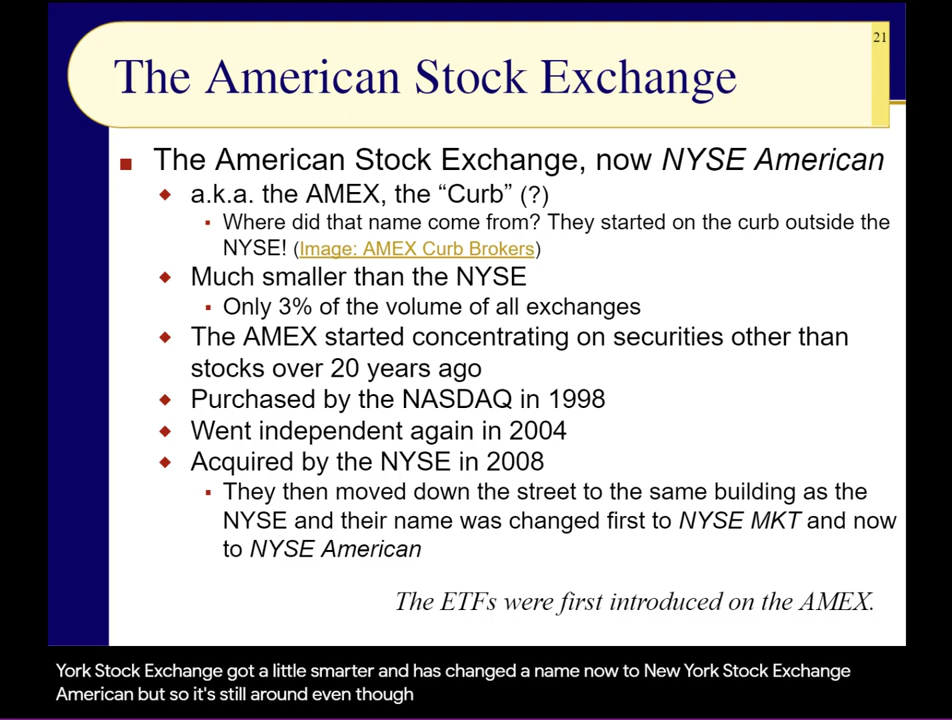 21
The American Stock Exchange
The American Stock Exchange, now NYSE American
a.k.a. the AMEX, the “Curb” (?)
Where did that name come from? They started on the curb outside the
NYSE! (Image: AMEX Curb Brokers)
Much smaller than the NYSE
Only 3% of the volume of all exchanges
The AMEX started concentrating on securities other than
stocks over 20 years ago
Purchased by the NASDAQ in 1998
Went independent again in 2004
Acquired by the NYSE in 2008
They then moved down the street to the same building as the
NYSE and their name was changed first to NYSE MKT and now
to NYSE American
The ETFs were first introduced on the AMEX.
York Stock Exchange got a little smarter and has changed a name now to New York Stock Exchange
American but so it's still around even though